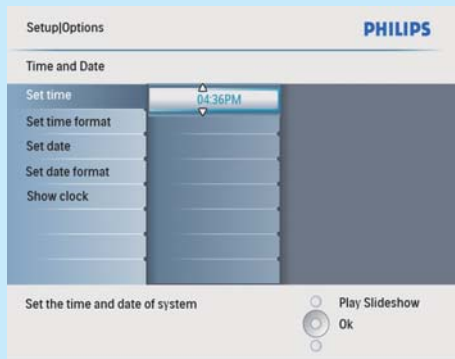 Setup|Options PHILIPS
Time and Date
Set time 04:36PM
Set time format
Set date
Set date format
Show clock
Set the time and date of system Play Slideshow
Ok